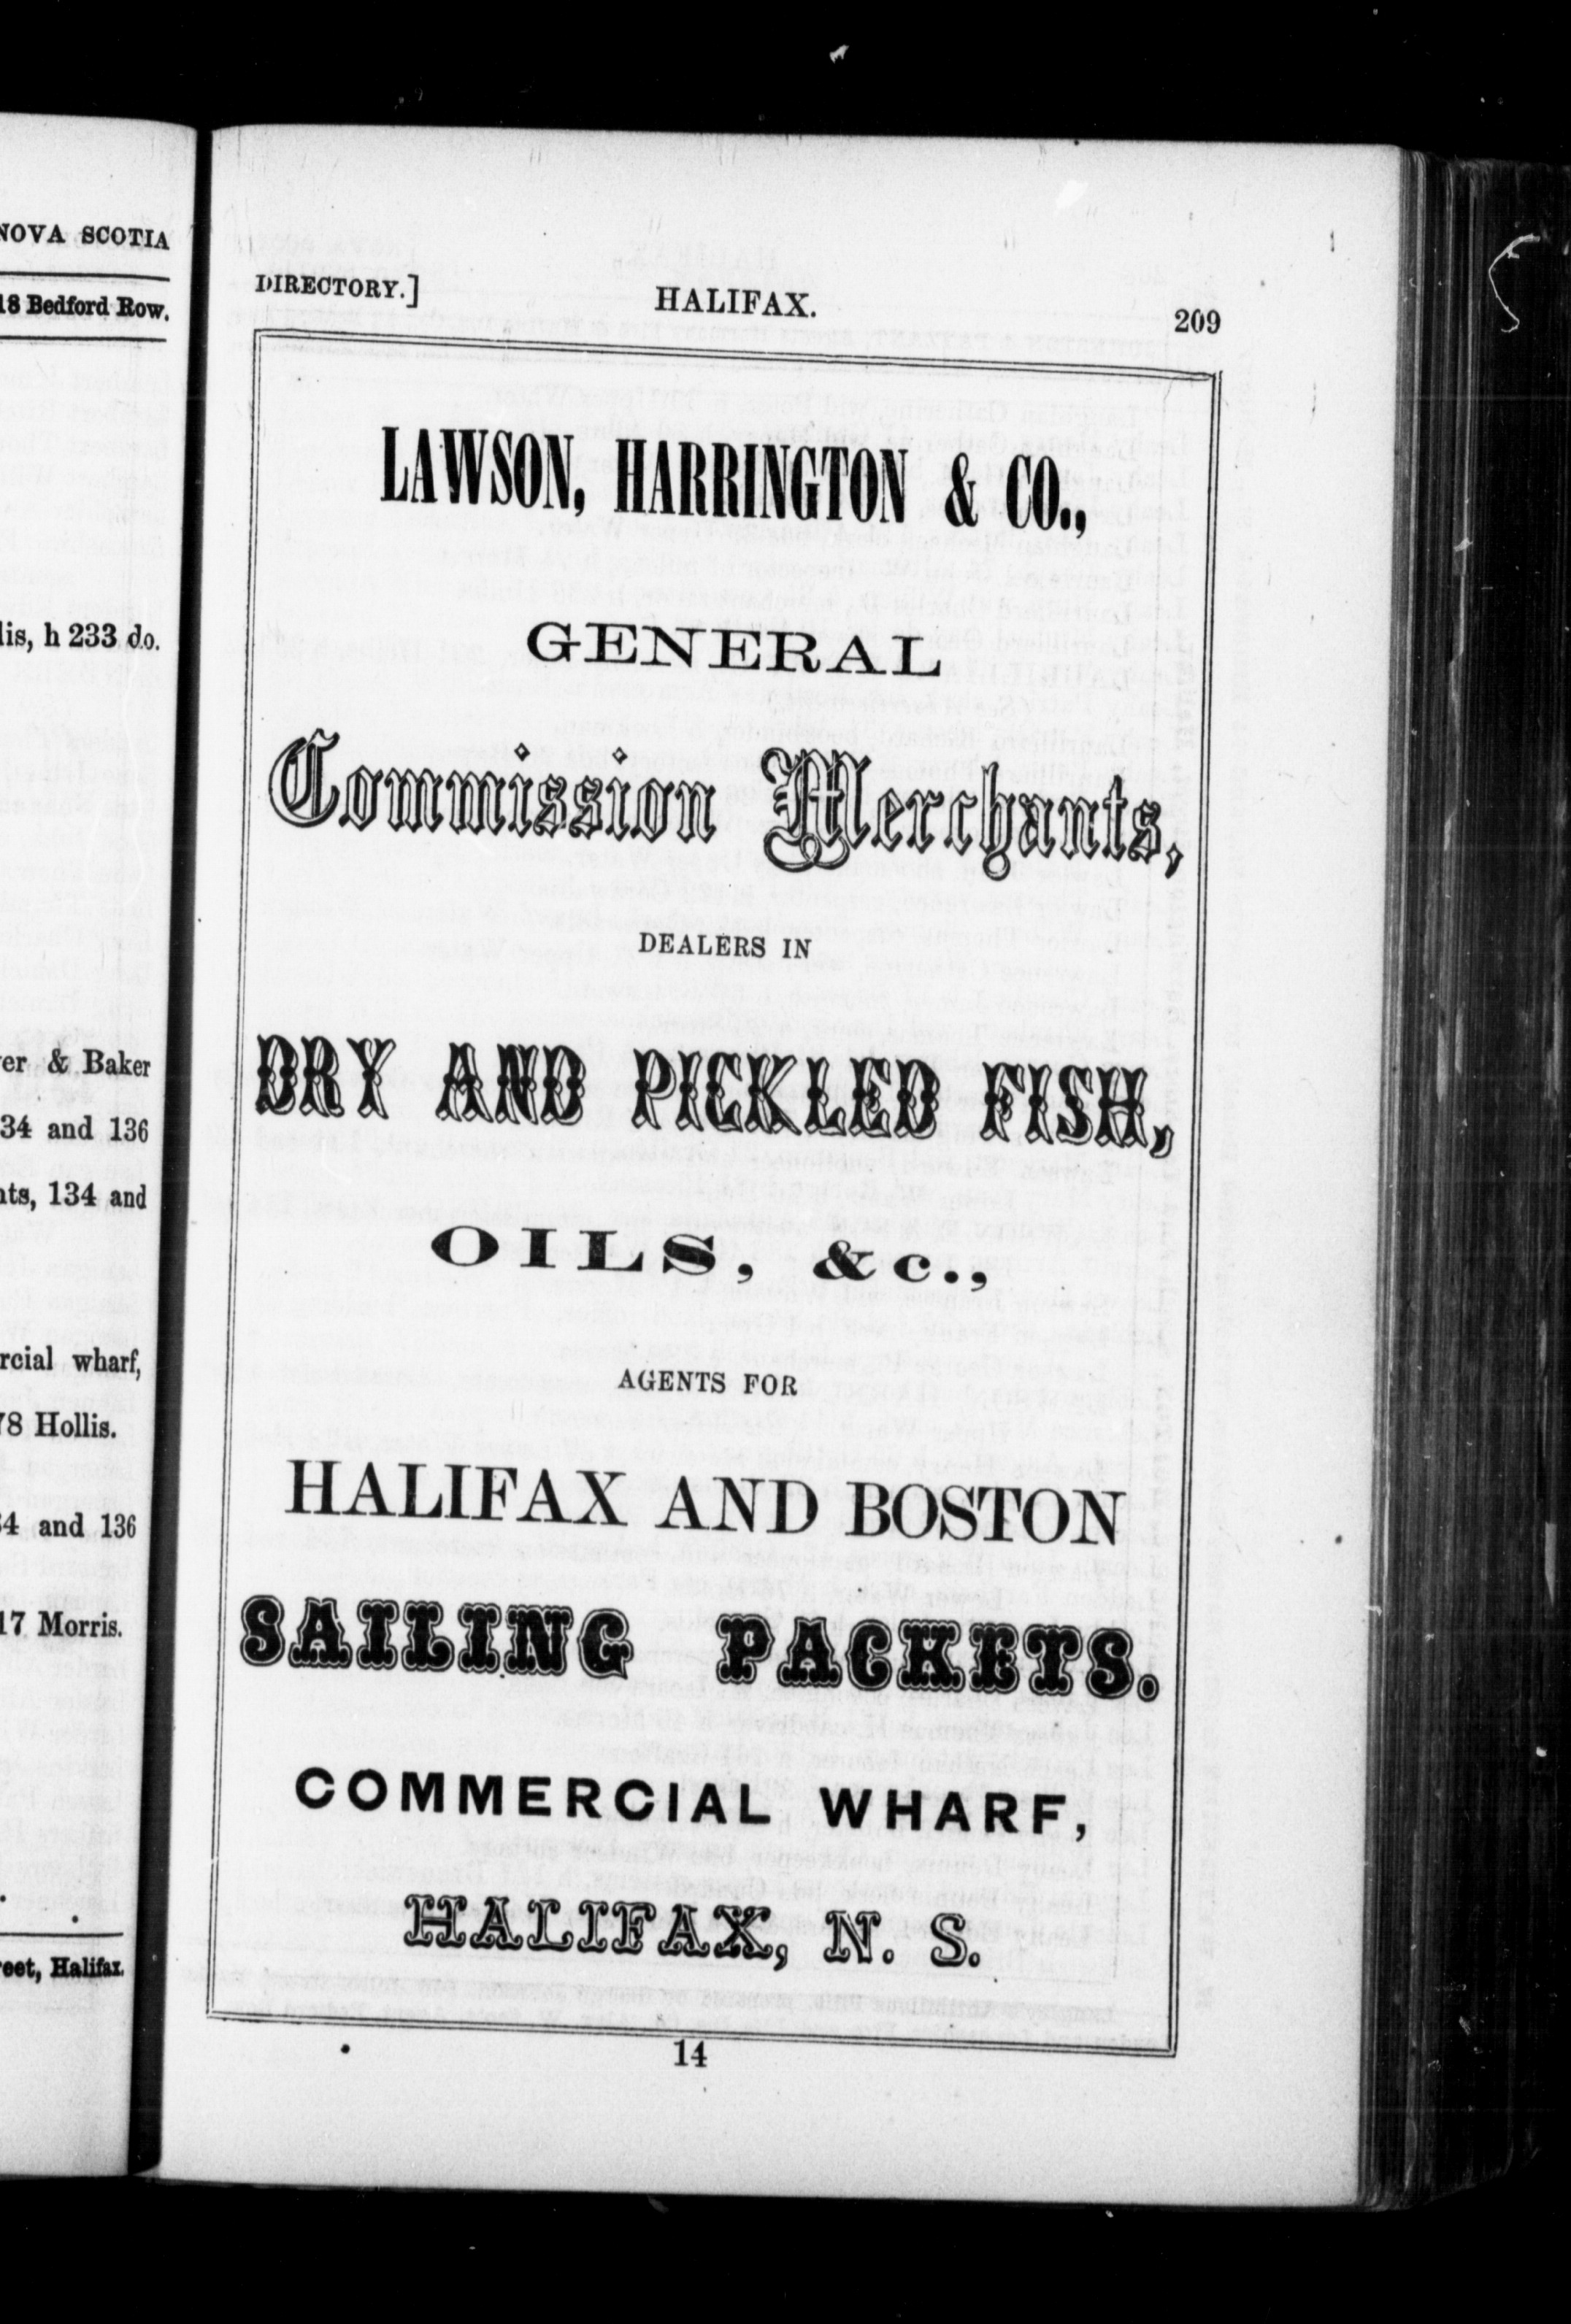 NOVA SCOTIA
18 Bedford Row.
lis, h 233 do.
er & Baker
34 and 136
nts, 134 and
rcial wharf,
78 Hollis.
34 and 136
17 Morris.
eet, Halifax.
DIRECTORY.] HALIFAX. 209
LAWSON, HARRINGTON & CO.,
GENERAL
Commission Merchants,
DEALERS IN
DRY AND PICKLED FISH,
OILS, &c.,
AGENTS FOR
HALIFAX AND BOSTON
SAILING PACKETS.
COMMERCIAL WHARF,
HALIFAX, N. S.
14